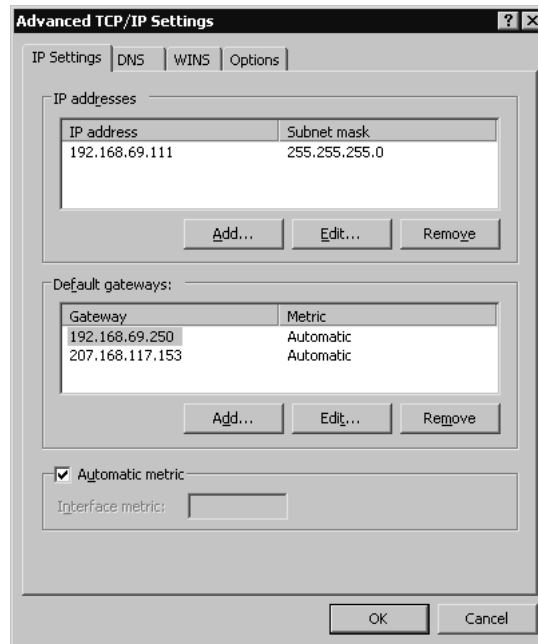 Advanced TCP/IP Settings
IP Settings DNS WINS Options
IP addresses
IP address Subnet mask
192.168.69.111 255.255.255.0
Add... Edit... Remove
Default gateways:
Gateway Metric
192.168.69.250 Automatic
207.168.117.153 Automatic
Add... Edit... Remove
Automatic metric
Interface metric:
OK Cancel